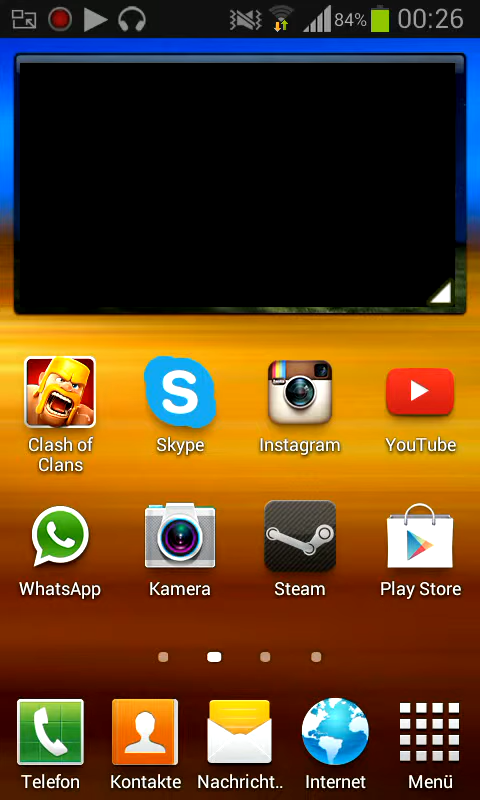 84% 00:26
Clash of Clans
Skype
Instagram
YouTube
WhatsApp
Kamera
Steam
Play Store
Telefon
Kontakte
Nachricht..
Internet
Menü